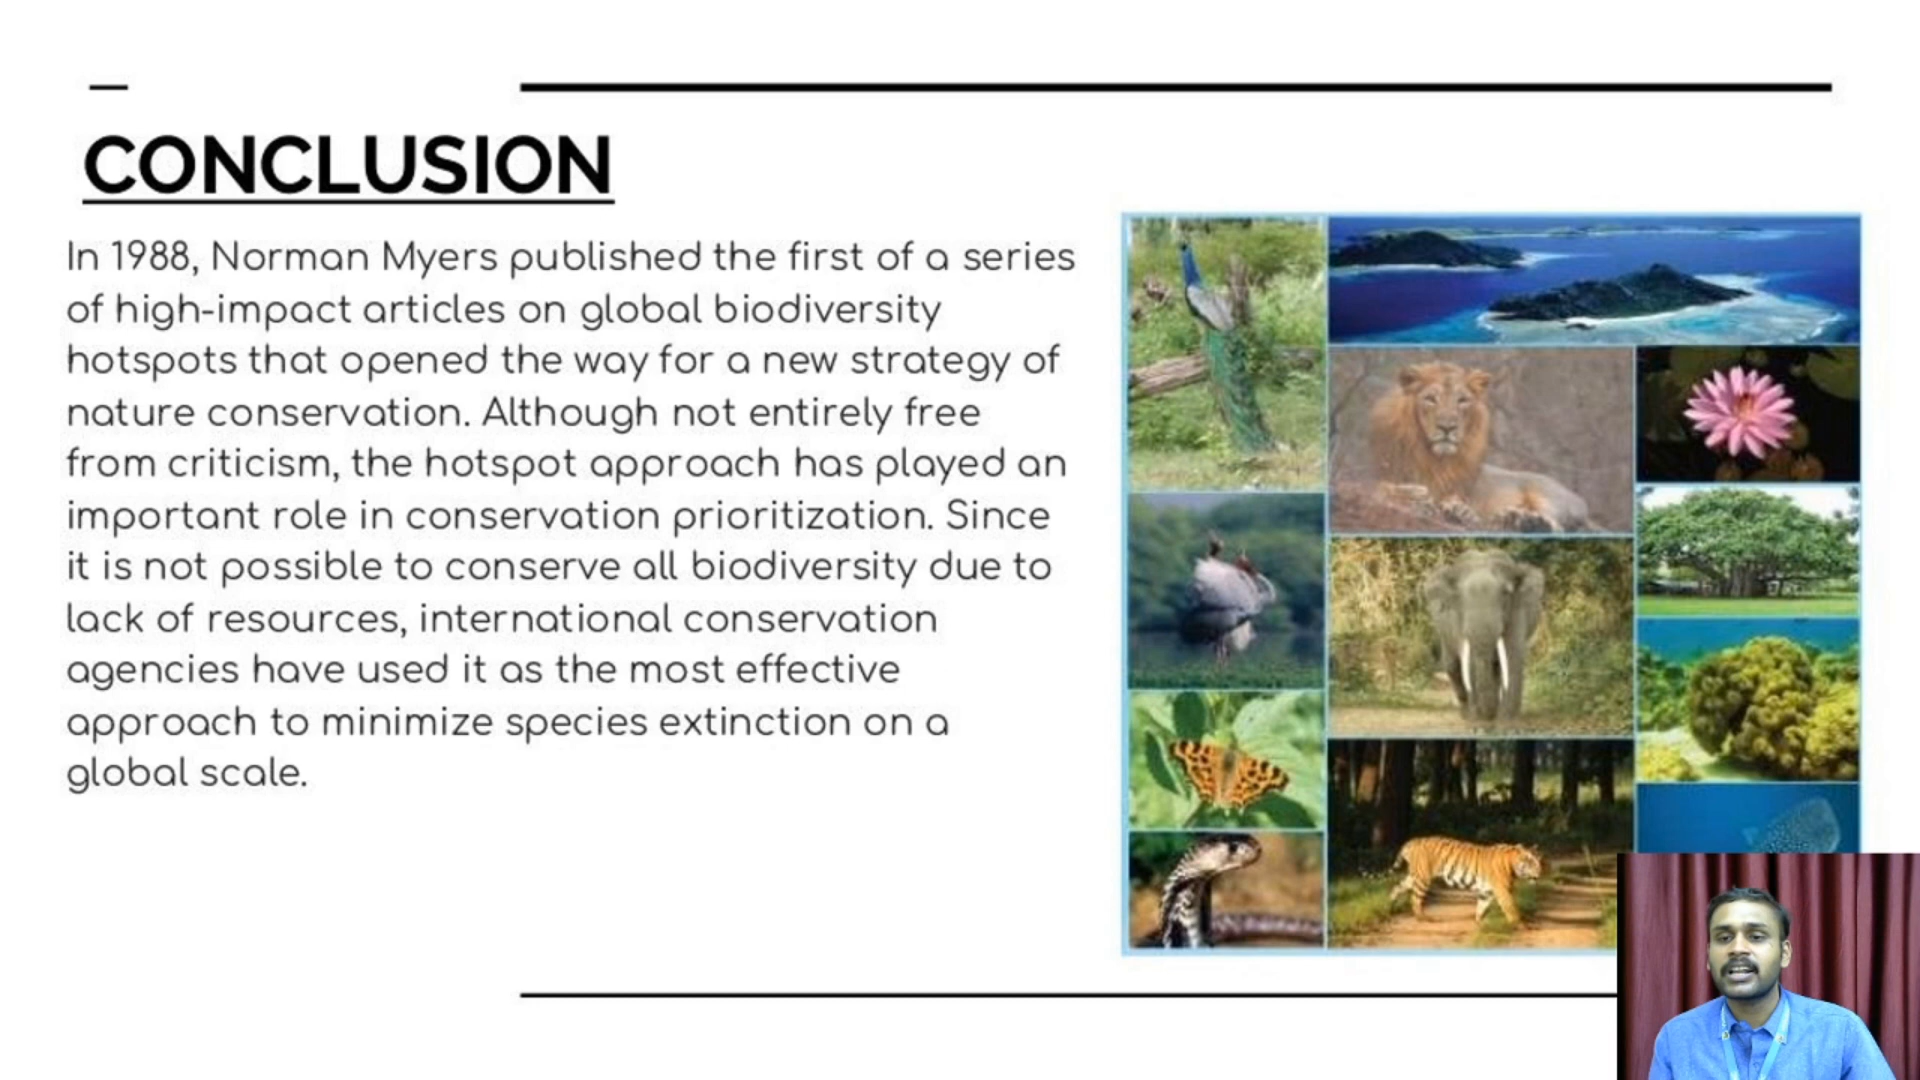 CONCLUSION
In 1988, Norman Myers published the first of a series
of high-impact articles on global biodiversity
hotspots that opened the way for a new strategy of
nature conservation. Although not entirely free
from criticism, the hotspot approach has played an
important role in conservation prioritization. Since
it is not possible to conserve all biodiversity due to
lack of resources, international conservation
agencies have used it as the most effective
approach to minimize species extinction on a
global scale.